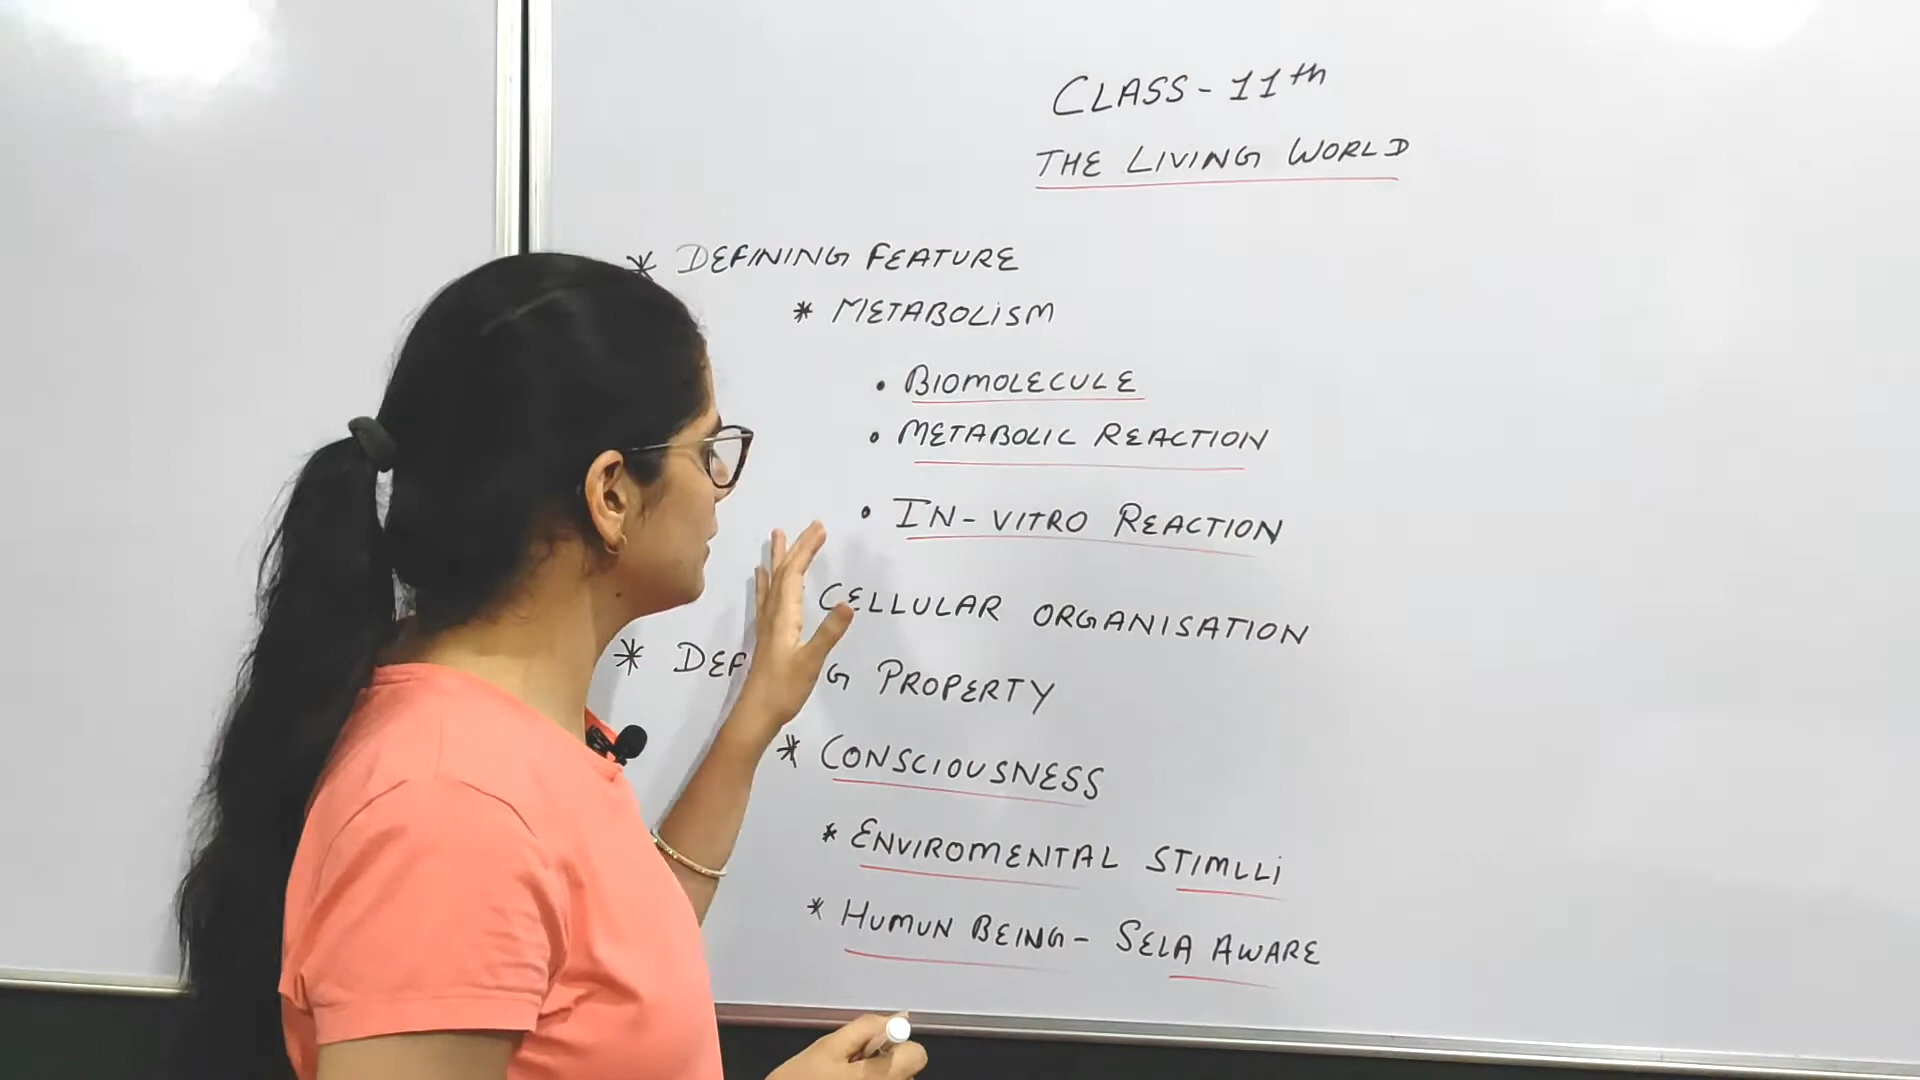 CLASS - 11th
THE LIVING WORLD
* DEFINING FEATURE
* METABOLISM
• BIOMOLECULE
• METABOLIC REACTION
• IN-VITRO REACTION
CELLULAR ORGANISATION
* PROPERTY
* CONSCIOUSNESS
* ENVIROMENTAL STIMLLI
* HUMUN BEING - SELA AWARE